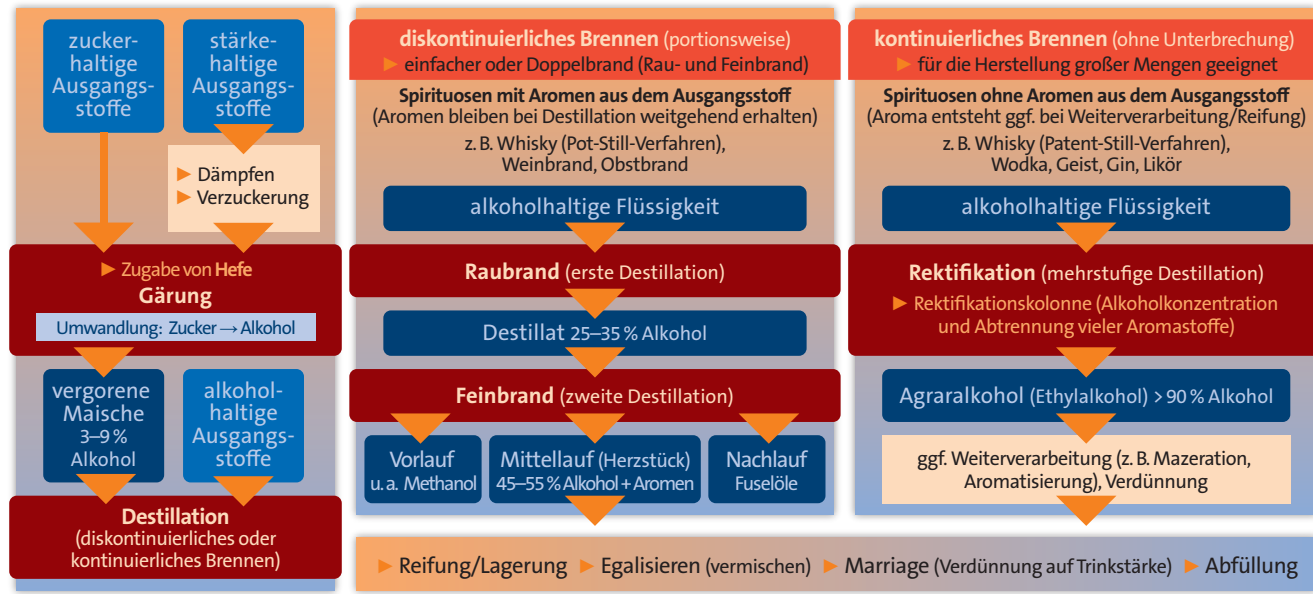 zucker-
haltige
Ausgangs-
stoffe
stärke-
haltige
Ausgangs-
stoffe
► Dämpfen
► Verzuckerung
► Zugabe von Hefe
Gärung
Umwandlung: Zucker → Alkohol
vergorene
Maische
3–9 %
Alkohol
alkohol-
haltige
Ausgangs-
stoffe
Destillation
(diskontinuierliches oder
kontinuierliches Brennen)
diskontinuierliches Brennen (portionsweise)
► einfacher oder Doppelbrand (Rau- und Feinbrand)
Spirituosen mit Aromen aus dem Ausgangsstoff
(Aromen bleiben bei Destillation weitgehend erhalten)
z. B. Whisky (Pot-Still-Verfahren),
Weinbrand, Obstbrand
alkoholhaltige Flüssigkeit
Raubrand (erste Destillation)
Destillat 25–35 % Alkohol
Feinbrand (zweite Destillation)
Vorlauf
u. a. Methanol
Mittellauf (Herzstück)
45–55 % Alkohol + Aromen
Nachlauf
Fuselöle
kontinuierliches Brennen (ohne Unterbrechung)
► für die Herstellung großer Mengen geeignet
Spirituosen ohne Aromen aus dem Ausgangsstoff
(Aroma entsteht ggf. bei Weiterverarbeitung/Reifung)
z. B. Whisky (Patent-Still-Verfahren),
Wodka, Geist, Gin, Likör
alkoholhaltige Flüssigkeit
Rektifikation (mehrstufige Destillation)
► Rektifikationskolonne (Alkoholkonzentration
und Abtrennung vieler Aromastoffe)
Agraralkohol (Ethylalkohol) > 90 % Alkohol
ggf. Weiterverarbeitung (z. B. Mazeration,
Aromatisierung), Verdünnung
► Reifung/Lagerung ► Egalisieren (vermischen) ► Marriage (Verdünnung auf Trinkstärke) ► Abfüllung